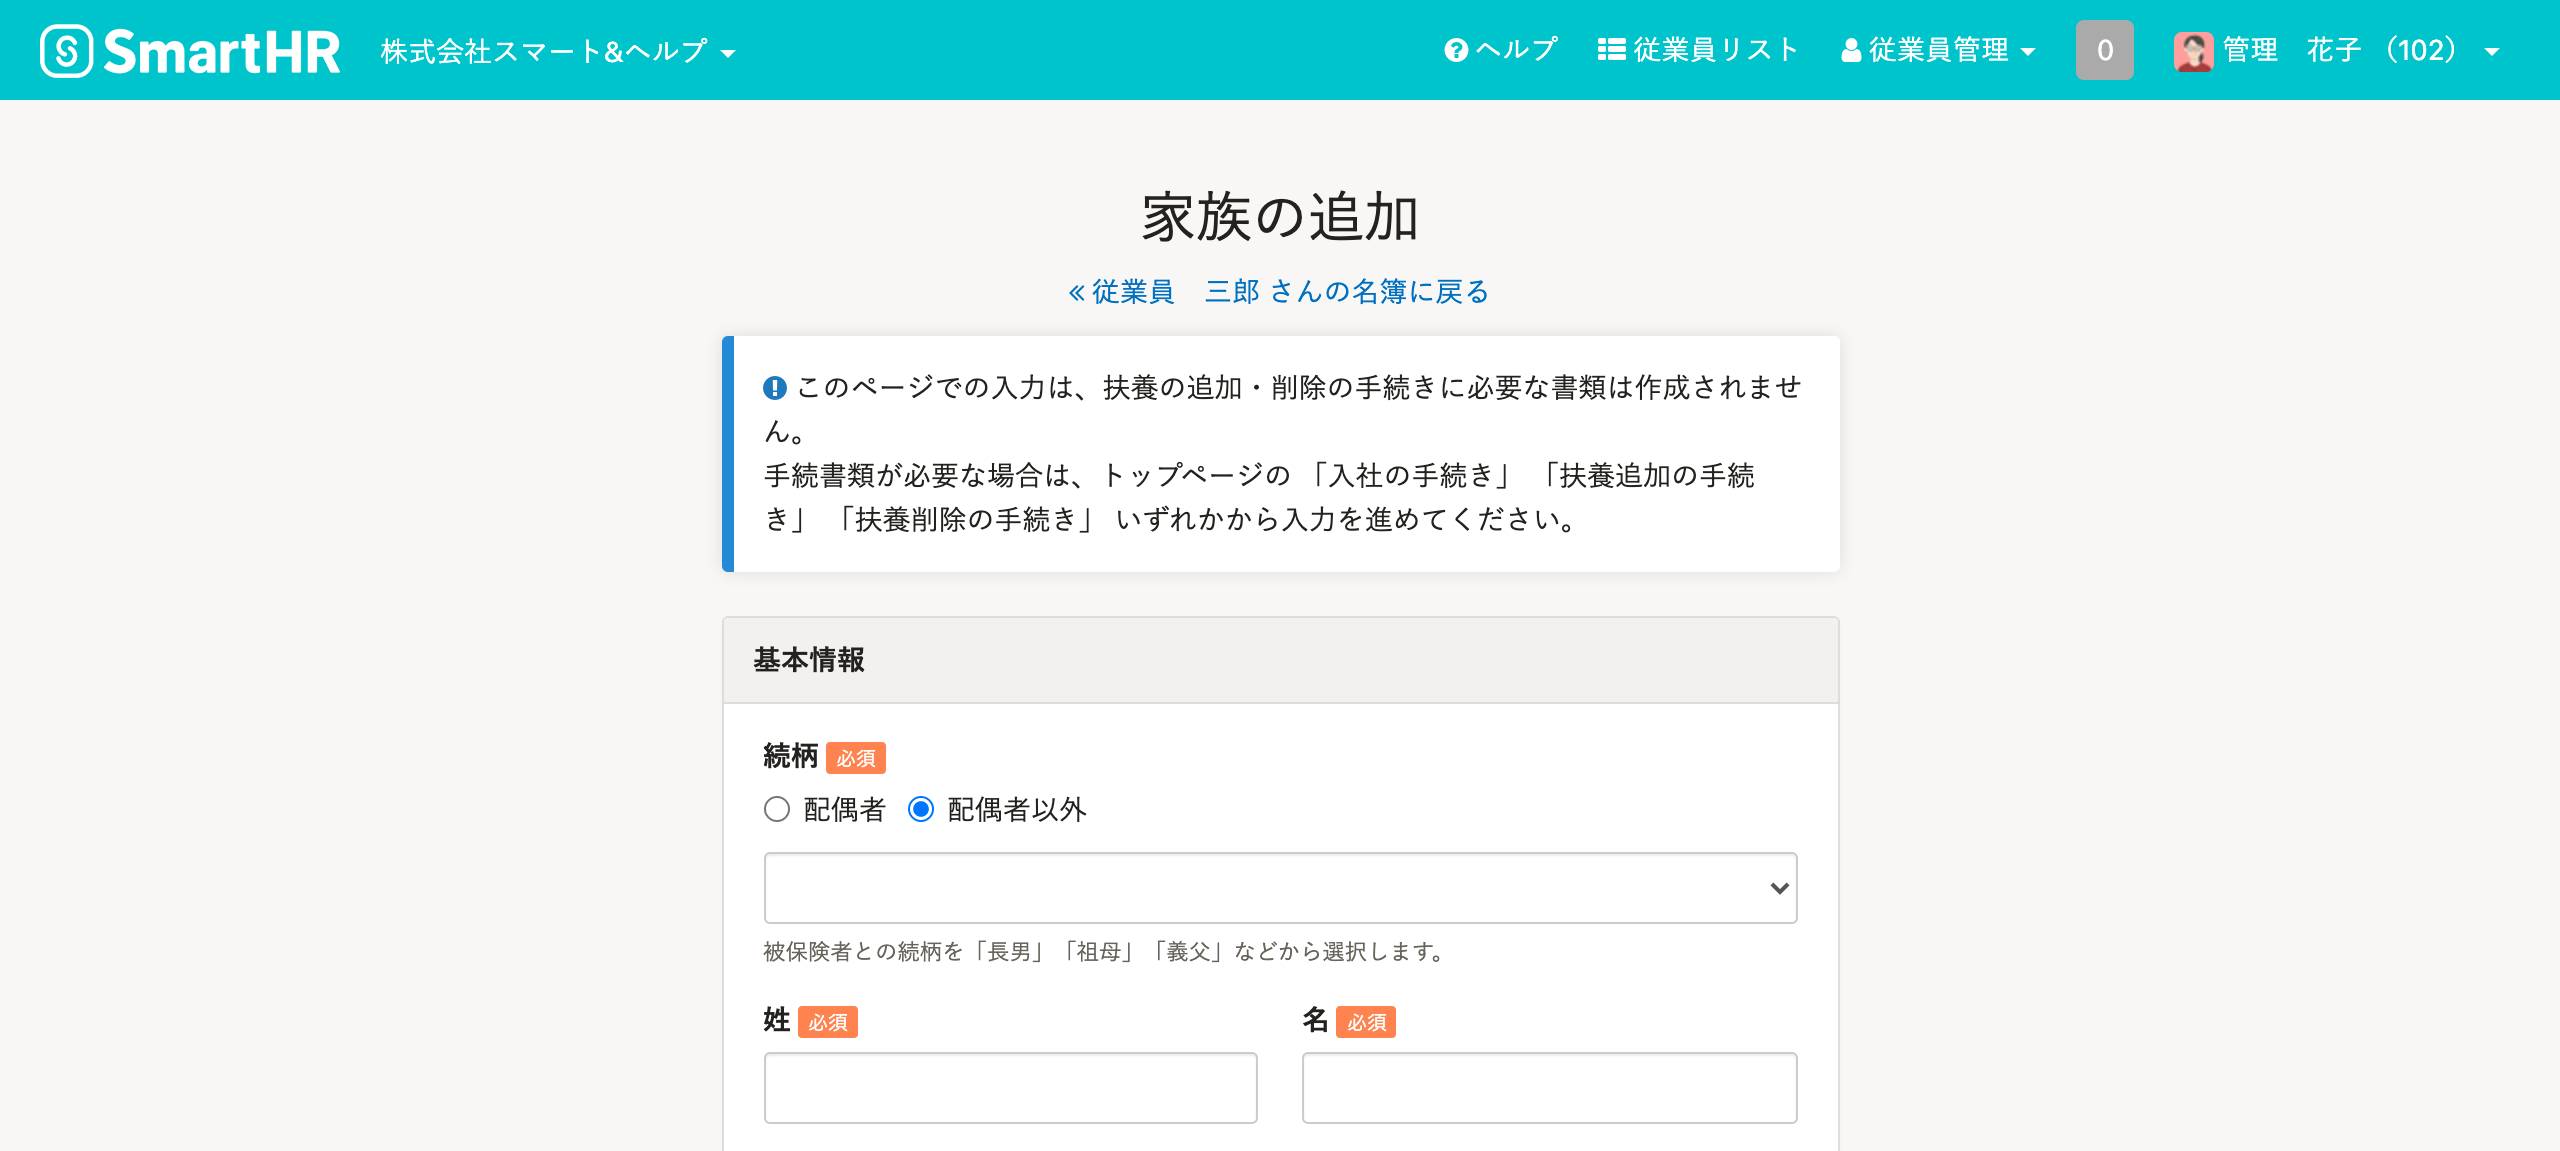 SmartHR 株式会社スマート&ヘルプ ヘルプ 従業員リスト 従業員管理 0 管理　花子 （102）
家族の追加
« 従業員　三郎 さんの名簿に戻る
このページでの入力は、扶養の追加・削除の手続きに必要な書類は作成されませ
ん。
手続書類が必要な場合は、トップページの 「入社の手続き」 「扶養追加の手続
き」 「扶養削除の手続き」 いずれかから入力を進めてください。
基本情報
続柄 必須
配偶者 配偶者以外
被保険者との続柄を「長男」「祖母」「義父」などから選択します。
姓 必須 名 必須